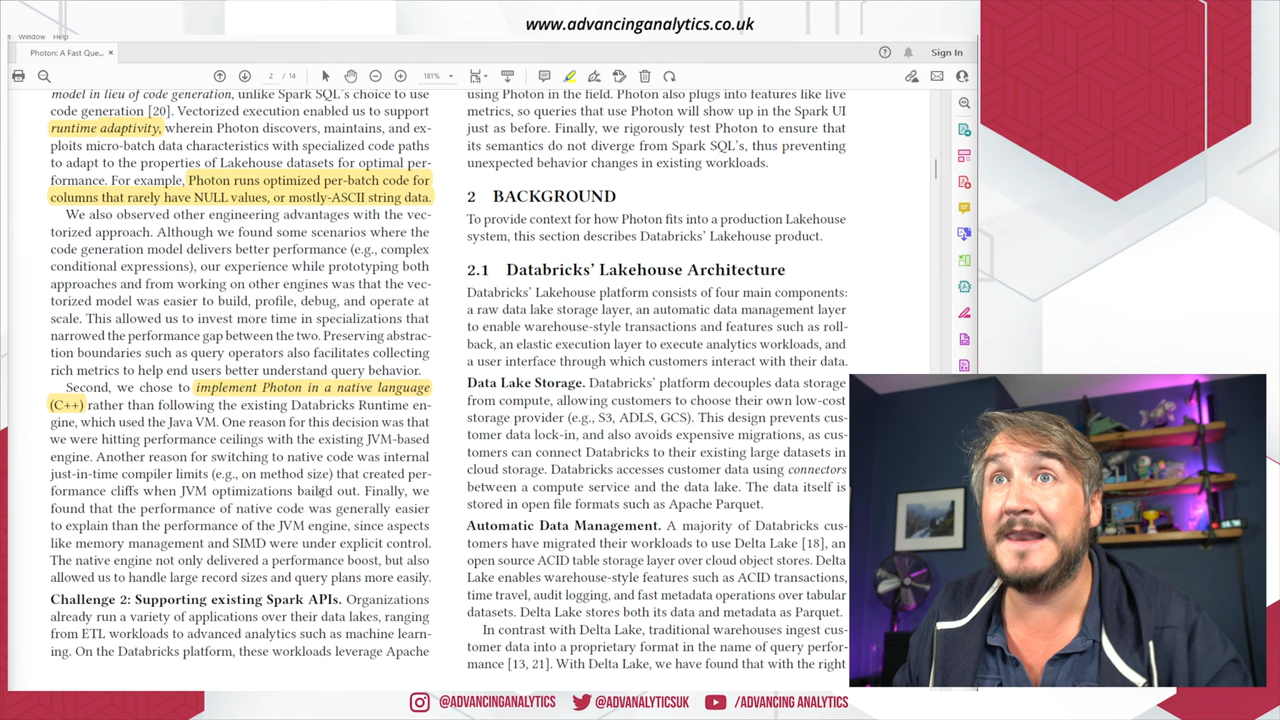 www.advancinganalytics.co.uk
Window Help
Photon: A Fast Que... ×
Sign In
2 / 14
181%
model in lieu of code generation, unlike Spark SQL's choice to use
code generation [20]. Vectorized execution enabled us to support
runtime adaptivity, wherein Photon discovers, maintains, and ex-
ploits micro-batch data characteristics with specialized code paths
to adapt to the properties of Lakehouse datasets for optimal per-
formance. For example, Photon runs optimized per-batch code for
columns that rarely have NULL values, or mostly-ASCII string data.
We also observed other engineering advantages with the vec-
torized approach. Although we found some scenarios where the
code generation model delivers better performance (e.g., complex
conditional expressions), our experience while prototyping both
approaches and from working on other engines was that the vec-
torized model was easier to build, profile, debug, and operate at
scale. This allowed us to invest more time in specializations that
narrowed the performance gap between the two. Preserving abstrac-
tion boundaries such as query operators also facilitates collecting
rich metrics to help end users better understand query behavior.
Second, we chose to implement Photon in a native language
(C++) rather than following the existing Databricks Runtime en-
gine, which used the Java VM. One reason for this decision was that
we were hitting performance ceilings with the existing JVM-based
engine. Another reason for switching to native code was internal
just-in-time compiler limits (e.g., on method size) that created per-
formance cliffs when JVM optimizations bailed out. Finally, we
found that the performance of native code was generally easier
to explain than the performance of the JVM engine, since aspects
like memory management and SIMD were under explicit control.
The native engine not only delivered a performance boost, but also
allowed us to handle large record sizes and query plans more easily.
Challenge 2: Supporting existing Spark APIs. Organizations
already run a variety of applications over their data lakes, ranging
from ETL workloads to advanced analytics such as machine learn-
ing. On the Databricks platform, these workloads leverage Apache
using Photon in the field. Photon also plugs into features like live
metrics, so queries that use Photon will show up in the Spark UI
just as before. Finally, we rigorously test Photon to ensure that
its semantics do not diverge from Spark SQL's, thus preventing
unexpected behavior changes in existing workloads.
2 BACKGROUND
To provide context for how Photon fits into a production Lakehouse
system, this section describes Databricks' Lakehouse product.
2.1 Databricks' Lakehouse Architecture
Databricks' Lakehouse platform consists of four main components:
a raw data lake storage layer, an automatic data management layer
to enable warehouse-style transactions and features such as roll-
back, an elastic execution layer to execute analytics workloads, and
a user interface through which customers interact with their data.
Data Lake Storage. Databricks' platform decouples data storage
from compute, allowing customers to choose their own low-cost
storage provider (e.g., S3, ADLS, GCS). This design prevents cus-
tomer data lock-in, and also avoids expensive migrations, as cus-
tomers can connect Databricks to their existing large datasets in
cloud storage. Databricks accesses customer data using connectors
between a compute service and the data lake. The data itself is
stored in open file formats such as Apache Parquet.
Automatic Data Management. A majority of Databricks cus-
tomers have migrated their workloads to use Delta Lake [18], an
open source ACID table storage layer over cloud object stores. Delta
Lake enables warehouse-style features such as ACID transactions,
time travel, audit logging, and fast metadata operations over tabular
datasets. Delta Lake stores both its data and metadata as Parquet.
In contrast with Delta Lake, traditional warehouses ingest cus-
tomer data into a proprietary format in the name of query perfor-
mance [13, 21]. With Delta Lake, we have found that with the right
@ADVANCINGANALYTICS
@ADVANALYTICSUK
/ADVANCING ANALYTICS